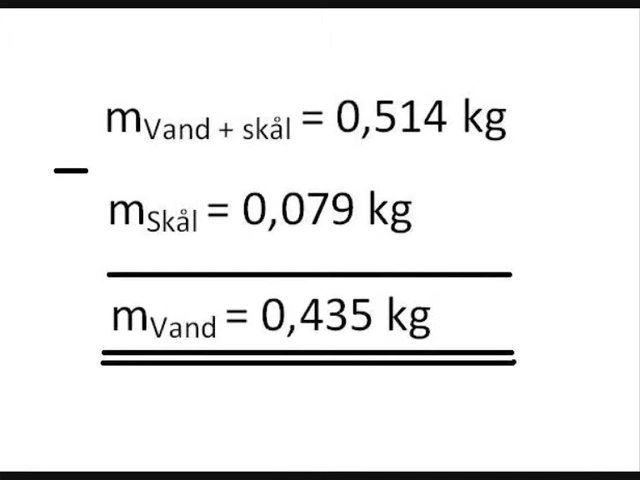 mVand + skål = 0,514 kg
–
mSkål = 0,079 kg
mVand = 0,435 kg